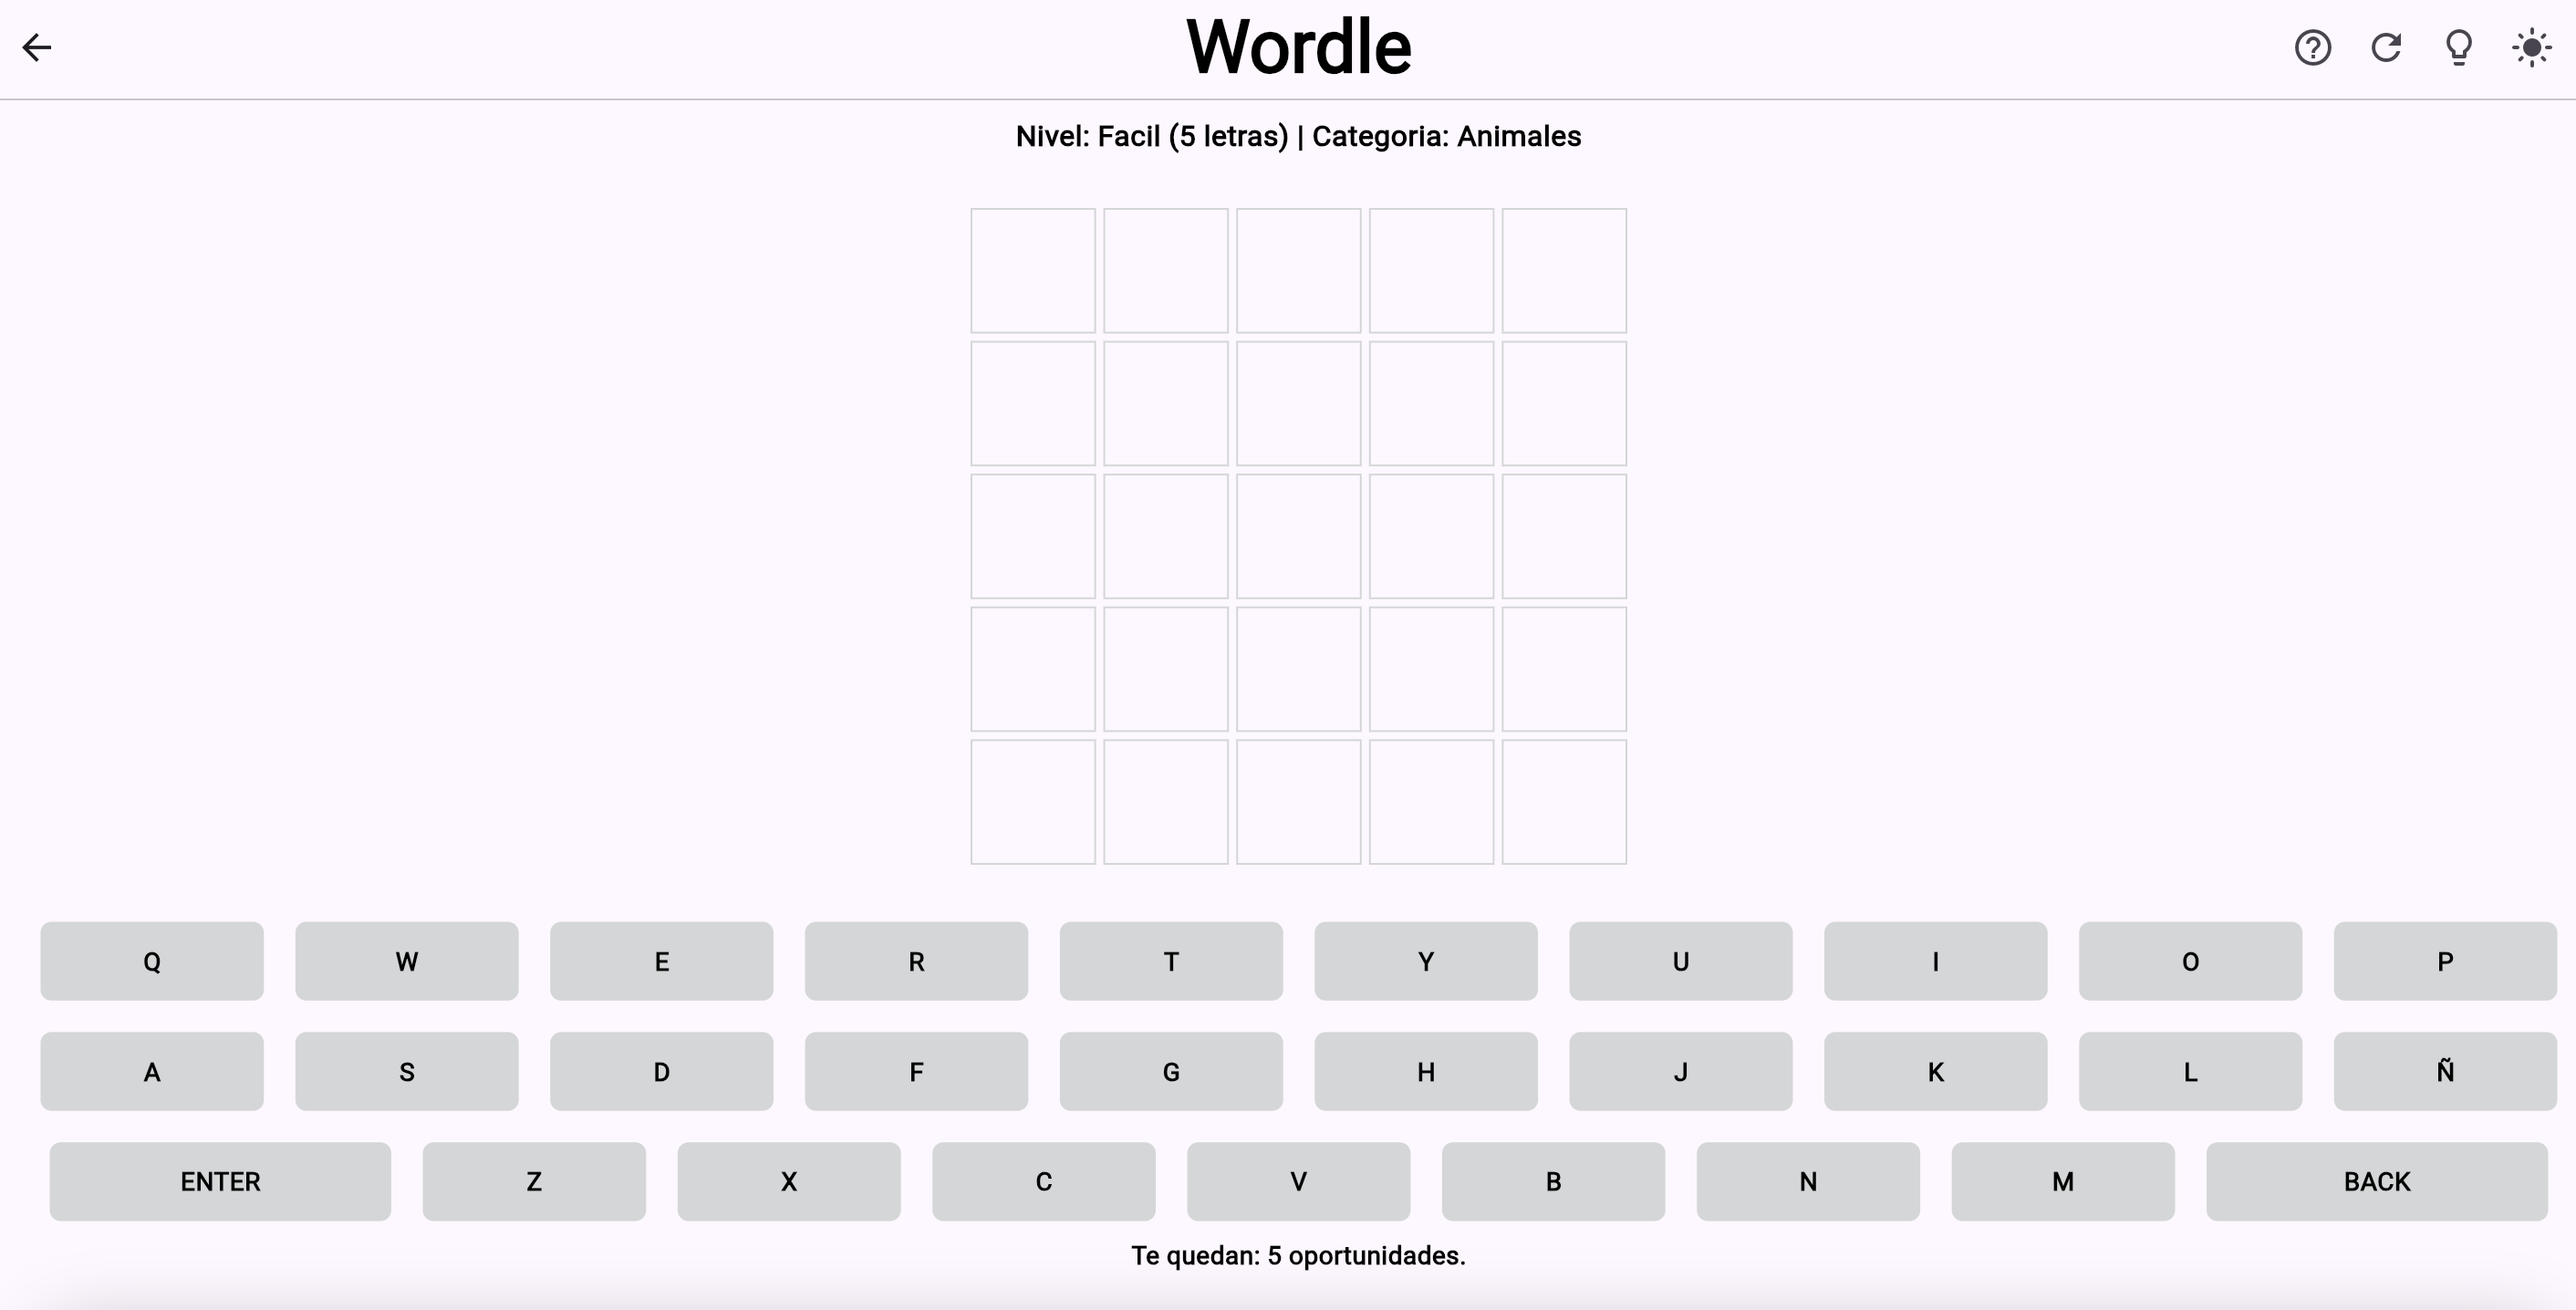 Wordle
Nivel: Facil (5 letras) | Categoria: Animales
Q W E R T Y U I O P
A S D F G H J K L Ñ
ENTER Z X C V B N M BACK
Te quedan: 5 oportunidades.